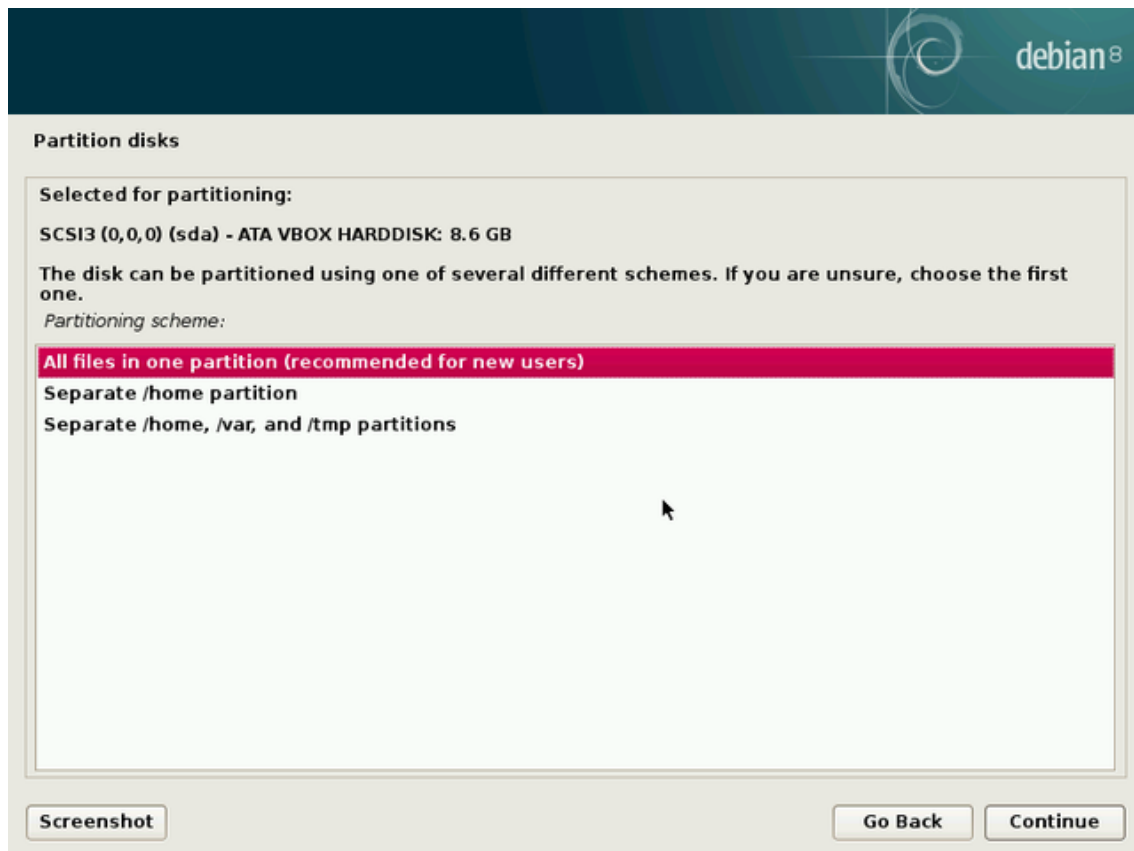 debian 8
Partition disks
Selected for partitioning:
SCSI3 (0,0,0) (sda) - ATA VBOX HARDDISK: 8.6 GB
The disk can be partitioned using one of several different schemes. If you are unsure, choose the first
one.
Partitioning scheme:
All files in one partition (recommended for new users)
Separate /home partition
Separate /home, /var, and /tmp partitions
Screenshot
Go Back
Continue